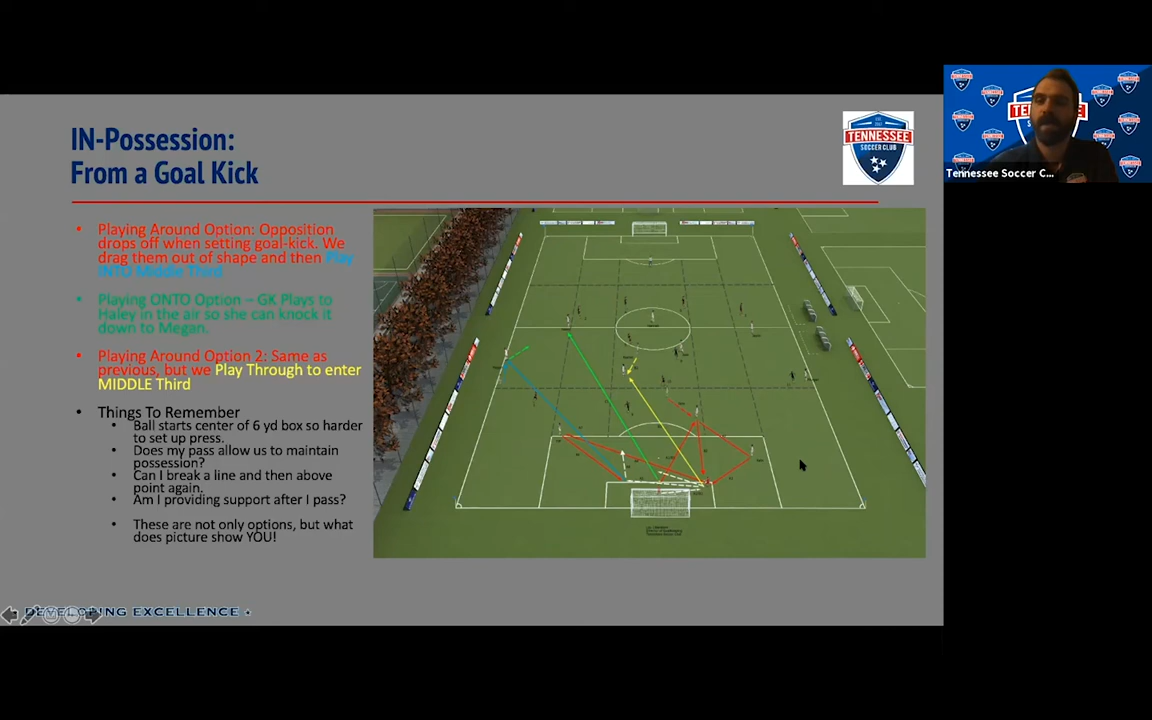 IN-Possession:
From a Goal Kick
TENNESSEE
SOCCER CLUB
Tennessee Soccer C...
• Playing Around Option: Opposition
drops off when setting goal-kick. We
drag them out of shape and then Play
INTO Middle Third
• Playing ONTO Option – GK Plays to
Haley in the air so she can knock it
down to Megan.
• Playing Around Option 2: Same as
previous, but we Play Through to enter
MIDDLE Third
• Things To Remember
• Ball starts center of 6 yd box so harder
to set up press.
• Does my pass allow us to maintain
possession?
• Can I break a line and then above
point again.
• Am I providing support after I pass?
• These are not only options, but what
does picture show YOU!
DEVELOPING EXCELLENCE